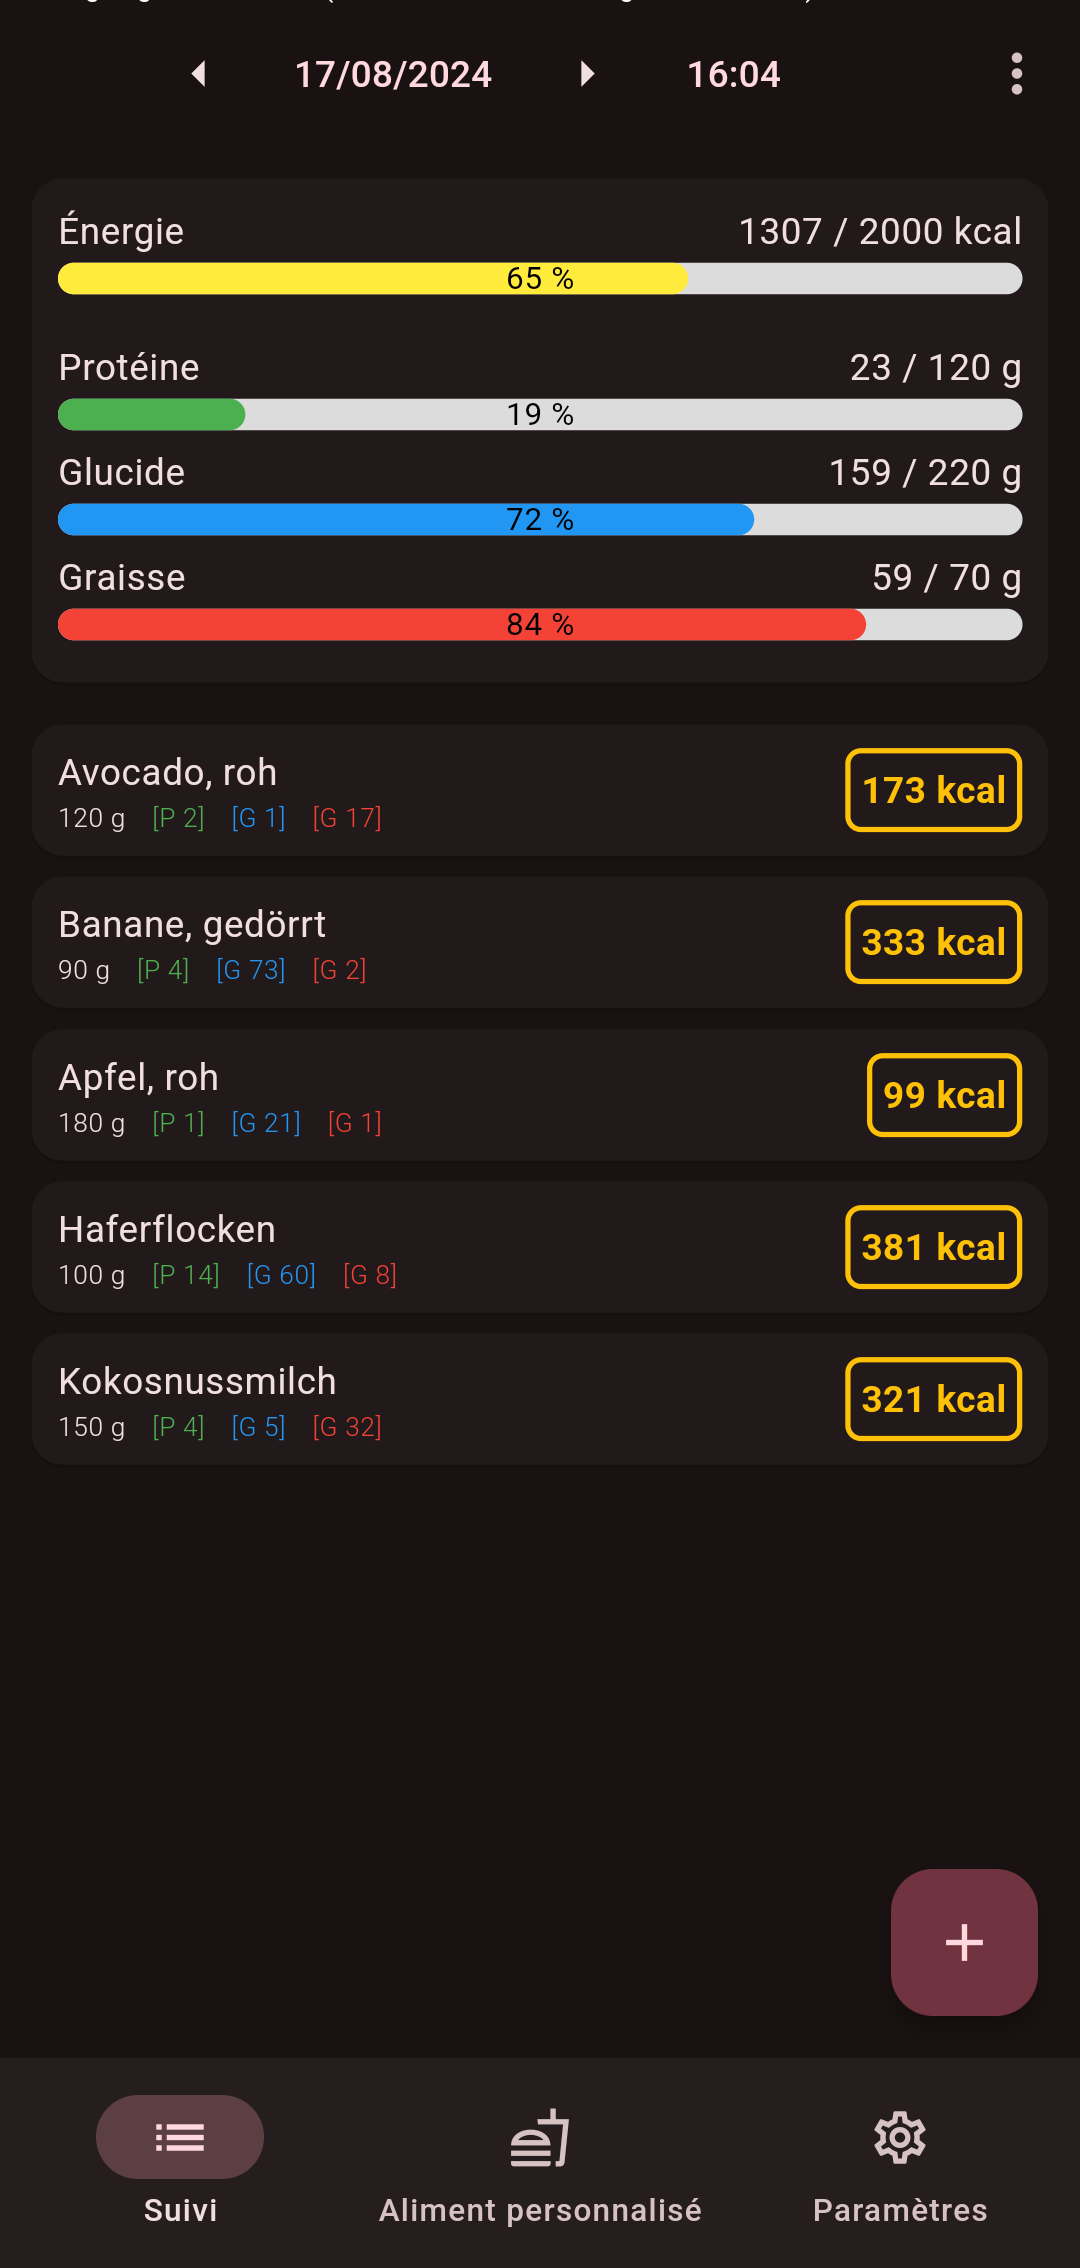 17/08/2024 16:04
Énergie 1307 / 2000 kcal
65 %
Protéine 23 / 120 g
19 %
Glucide 159 / 220 g
72 %
Graisse 59 / 70 g
84 %
Avocado, roh
120 g [P 2] [G 1] [G 17]
173 kcal
Banane, gedörrt
90 g [P 4] [G 73] [G 2]
333 kcal
Apfel, roh
180 g [P 1] [G 21] [G 1]
99 kcal
Haferflocken
100 g [P 14] [G 60] [G 8]
381 kcal
Kokosnussmilch
150 g [P 4] [G 5] [G 32]
321 kcal
Suivi Aliment personnalisé Paramètres